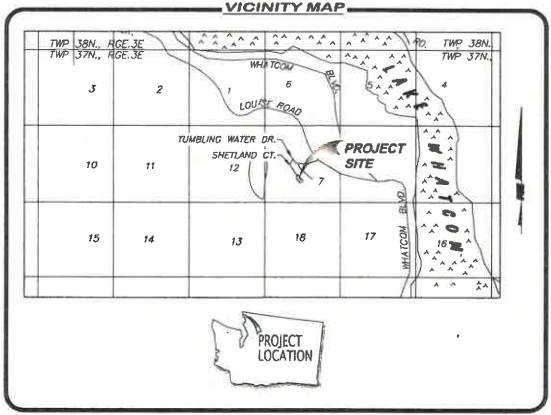 VICINITY MAP
TWP 38N., RGE.3E
TWP 37N., RGE.3E
RD.
TWP 38N.
TWP 37N.,
WHATCOM
BLVD.
3
2
1
6
5
4
LAKE WHATCOM
LOUISE ROAD
TUMBLING WATER DR.
SHETLAND CT.
PROJECT
SITE
10
11
12
7
WHATCOM BLVD.
15
14
13
18
17
16
PROJECT
LOCATION